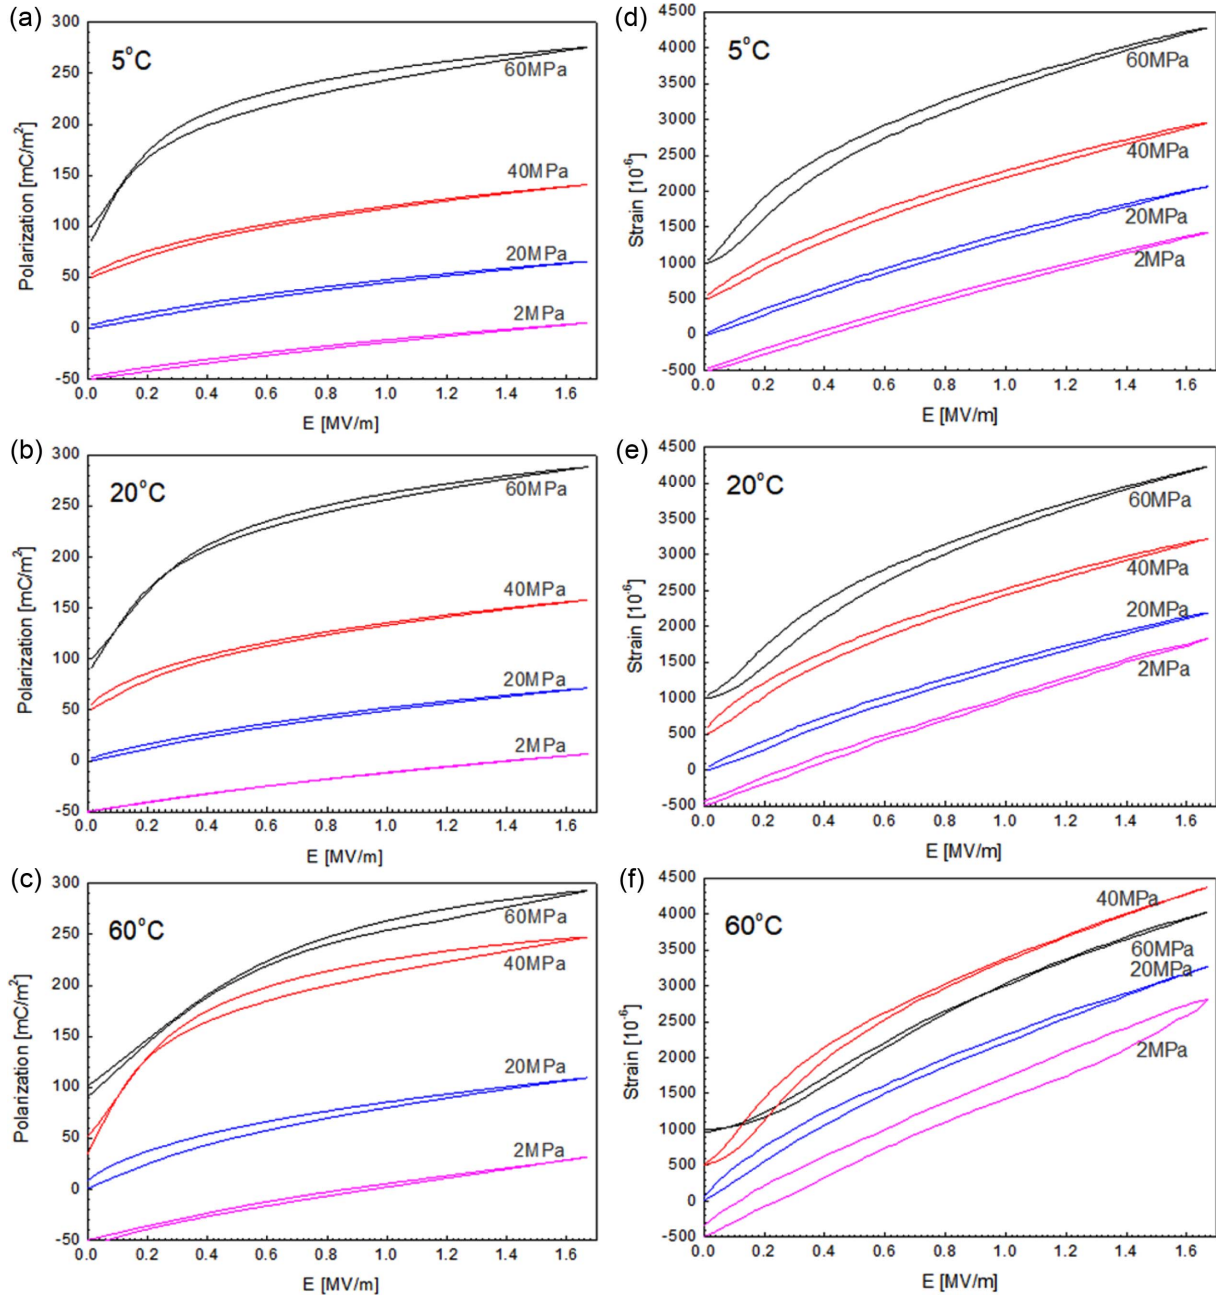 (a)
300
250
200
150
100
50
0
-50
Polarization [mC/m²]
5°C
60MPa
40MPa
20MPa
2MPa
0.0 0.2 0.4 0.6 0.8 1.0 1.2 1.4 1.6
E [MV/m]
(d)
4500
4000
3500
3000
2500
2000
1500
1000
500
0
-500
Strain [10⁻⁶]
5°C
60MPa
40MPa
20MPa
2MPa
0.0 0.2 0.4 0.6 0.8 1.0 1.2 1.4 1.6
E [MV/m]
(b)
300
250
200
150
100
50
0
-50
Polarization [mC/m²]
20°C
60MPa
40MPa
20MPa
2MPa
0.0 0.2 0.4 0.6 0.8 1.0 1.2 1.4 1.6
E [MV/m]
(e)
4500
4000
3500
3000
2500
2000
1500
1000
500
0
-500
Strain [10⁻⁶]
20°C
60MPa
40MPa
20MPa
2MPa
0.0 0.2 0.4 0.6 0.8 1.0 1.2 1.4 1.6
E [MV/m]
(c)
300
250
200
150
100
50
0
-50
Polarization [mC/m²]
60°C
60MPa
40MPa
20MPa
2MPa
0.0 0.2 0.4 0.6 0.8 1.0 1.2 1.4 1.6
E [MV/m]
(f)
4500
4000
3500
3000
2500
2000
1500
1000
500
0
-500
Strain [10⁻⁶]
60°C
40MPa
60MPa
20MPa
2MPa
0.0 0.2 0.4 0.6 0.8 1.0 1.2 1.4 1.6
E [MV/m]